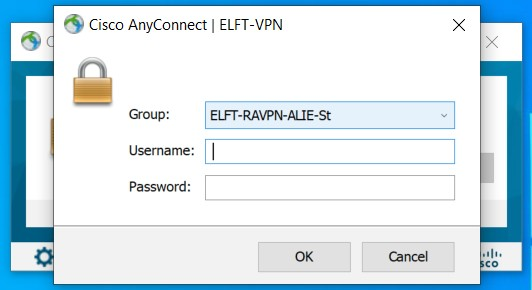 Cisco AnyConnect | ELFT-VPN
Group: ELFT-RAVPN-ALIE-St
Username:
Password:
OK Cancel